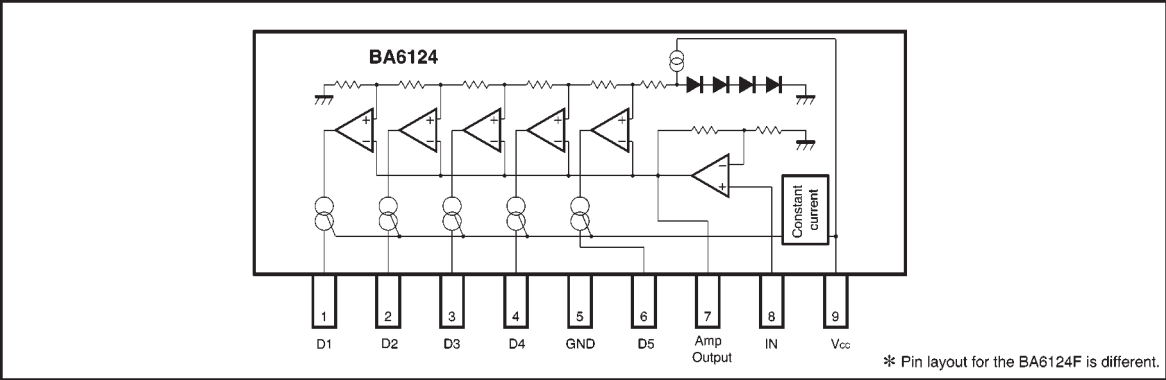 BA6124
+ + + + +
− − − − −
−
+
Constant
current
1 2 3 4 5 6 7 8 9
D1 D2 D3 D4 GND D5 Amp Output IN Vcc
✻ Pin layout for the BA6124F is different.